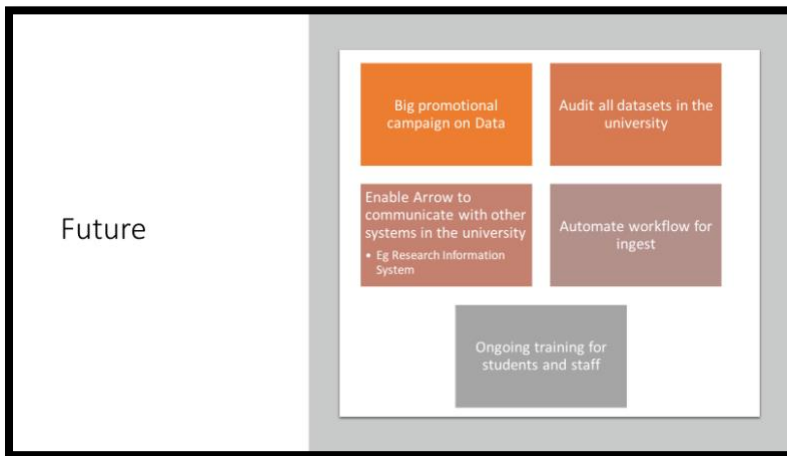 Future
Big promotional
campaign on Data
Audit all datasets in the
university
Enable Arrow to
communicate with other
systems in the university
• Eg Research Information
System
Automate workflow for
ingest
Ongoing training for
students and staff